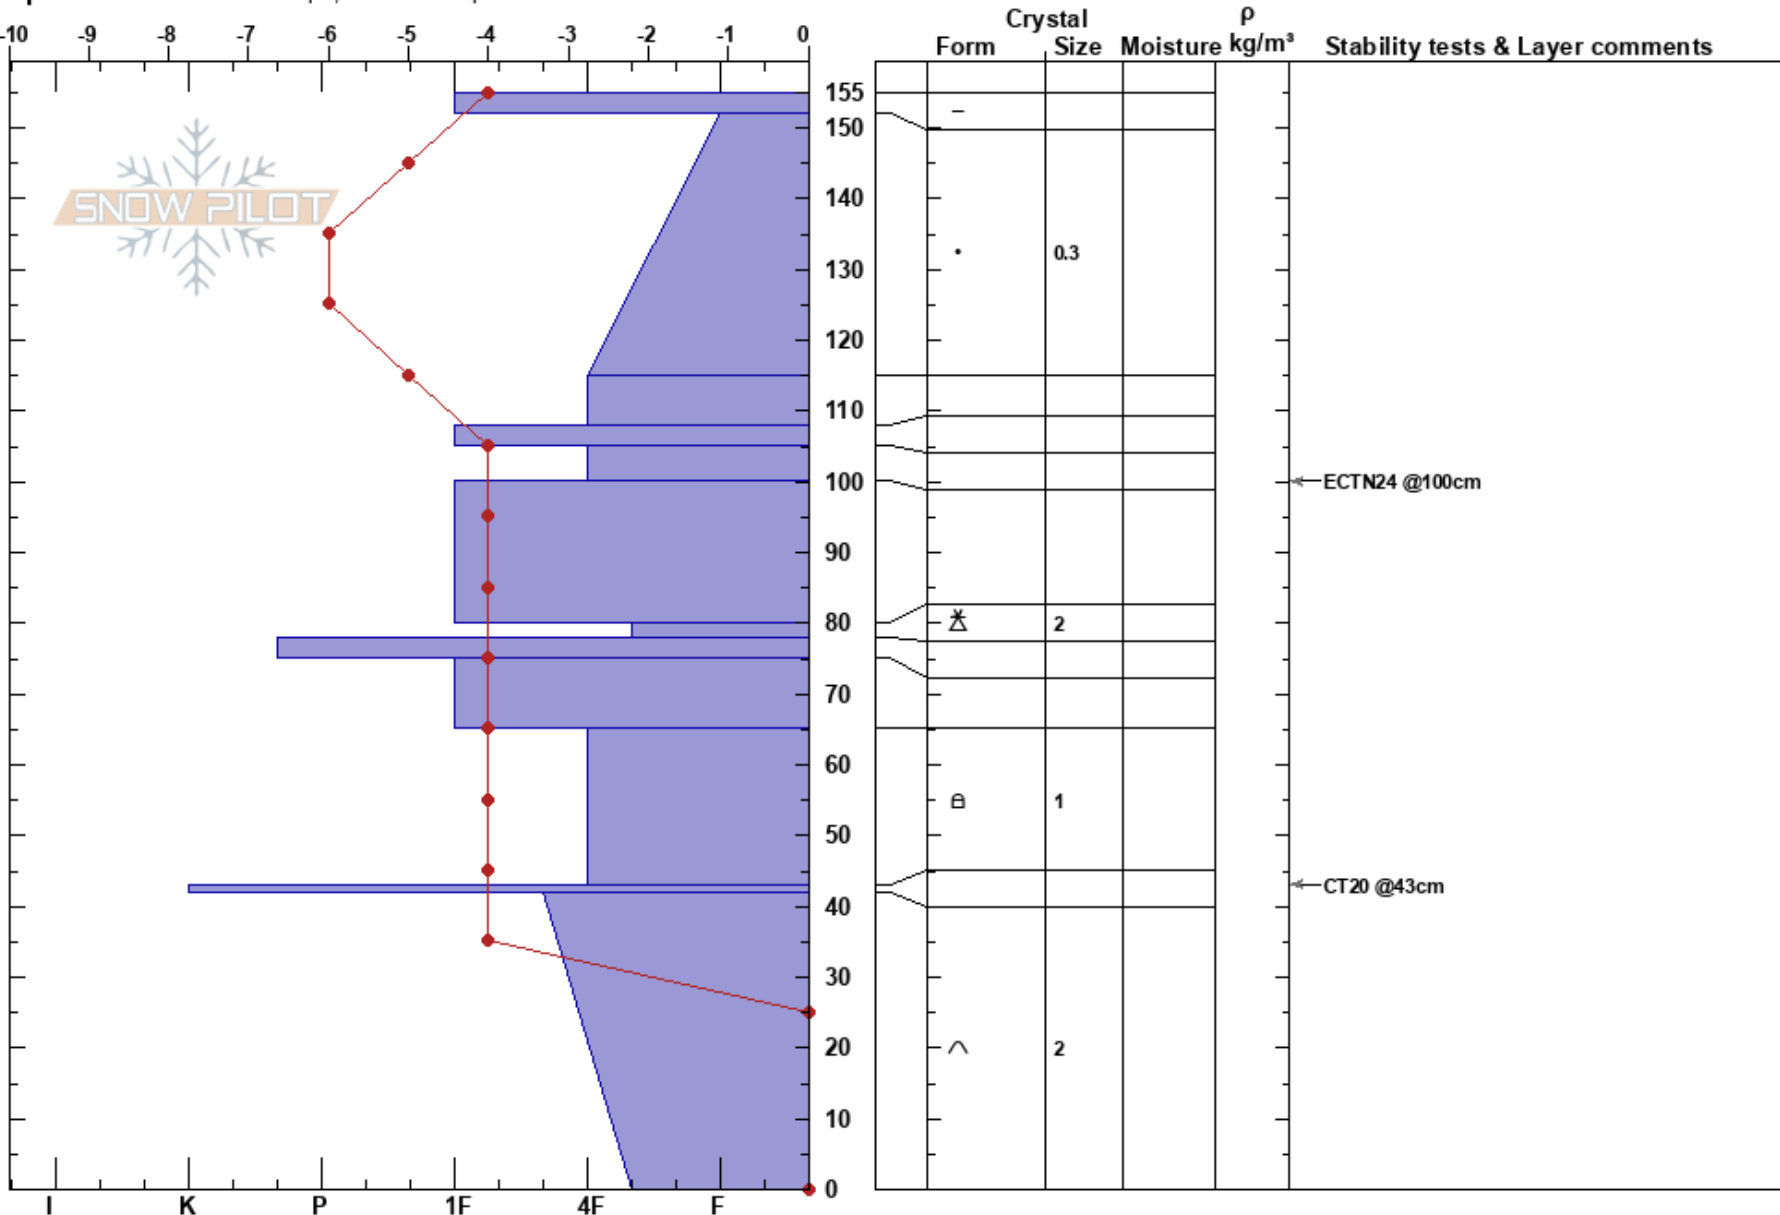 Crystal ρ
-10 -9 -8 -7 -6 -5 -4 -3 -2 -1 0 Form Size Moisture kg/m³ Stability tests & Layer comments
155
150
SNOW PILOT 140
130 0.3
120
110
100 ECTN24 @100cm
90
80 2
70
60
1
50
CT20 @43cm
40
30
20 2
10
0
I K P 1F 4F F